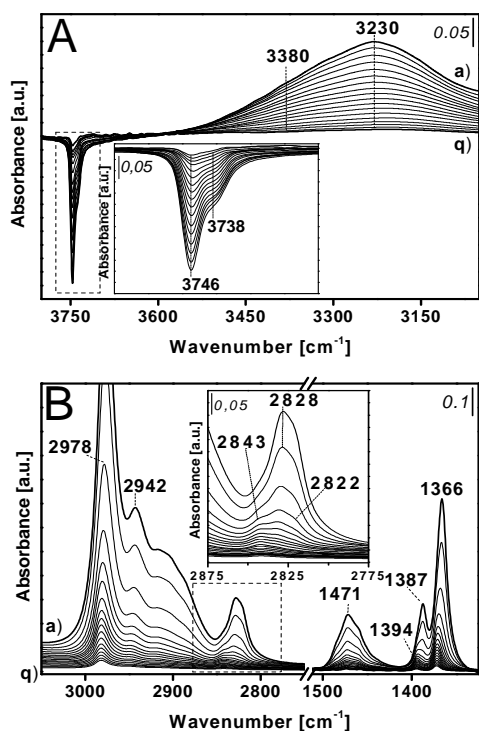 A
0.05
3230
3380
a)
q)
0,05
3738
3746
Absorbance [a.u.]
Absorbance [a.u.]
3750 3600 3450 3300 3150
Wavenumber [cm-1]
B
0.1
0,05
2828
2843
2822
2978
2942
Absorbance [a.u.]
2875 2825 2775
1366
1387
1471
1394
a)
q)
Absorbance [a.u.]
3000 2900 2800 1500 1400
Wavenumber [cm-1]